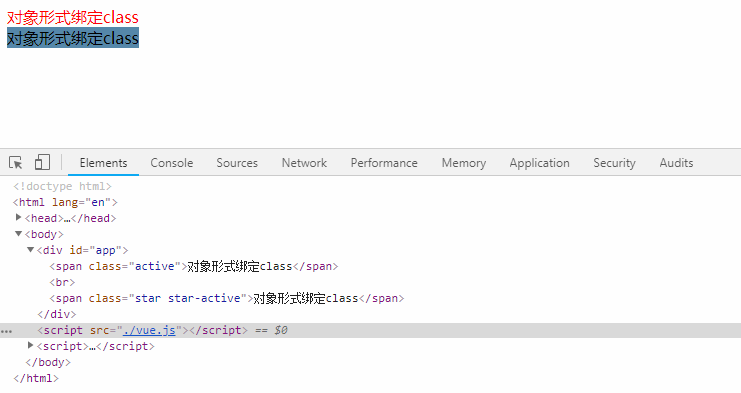 对象形式绑定class
对象形式绑定class
Elements Console Sources Network Performance Memory Application Security Audits
<!doctype html>
<html lang="en">
<head>…</head>
<body>
<div id="app">
<span class="active">对象形式绑定class</span>
<br>
<span class="star star-active">对象形式绑定class</span>
</div>
... <script src="./vue.js"></script> == $0
<script>…</script>
</body>
</html>